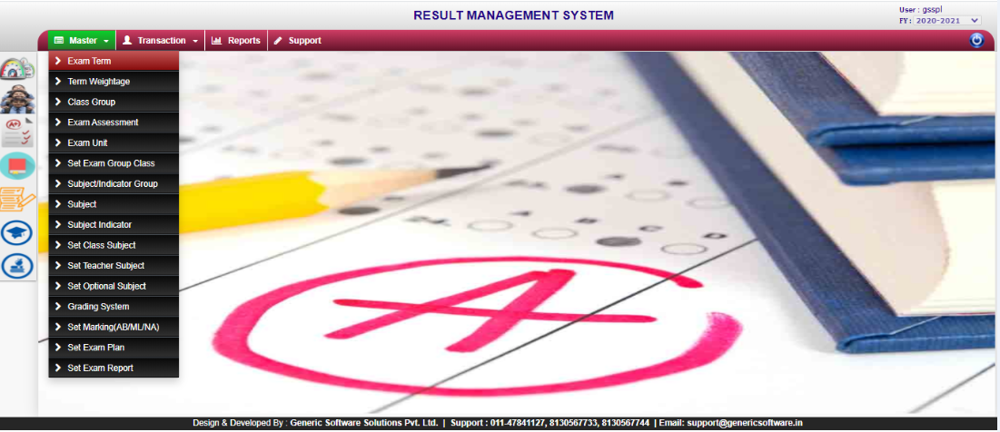 RESULT MANAGEMENT SYSTEM
User : gsspl
FY : 2020-2021
Master
Transaction
Reports
Support
Exam Term
Term Weightage
Class Group
Exam Assessment
Exam Unit
Set Exam Group Class
Subject/Indicator Group
Subject
Subject Indicator
Set Class Subject
Set Teacher Subject
Set Optional Subject
Grading System
Set Marking(AB/ML/NA)
Set Exam Plan
Set Exam Report
A+
24. A B C D
A
Design & Developed By : Generic Software Solutions Pvt. Ltd. | Support : 011-47841127, 8130567733, 8130567744 | Email: support@genericsoftware.in